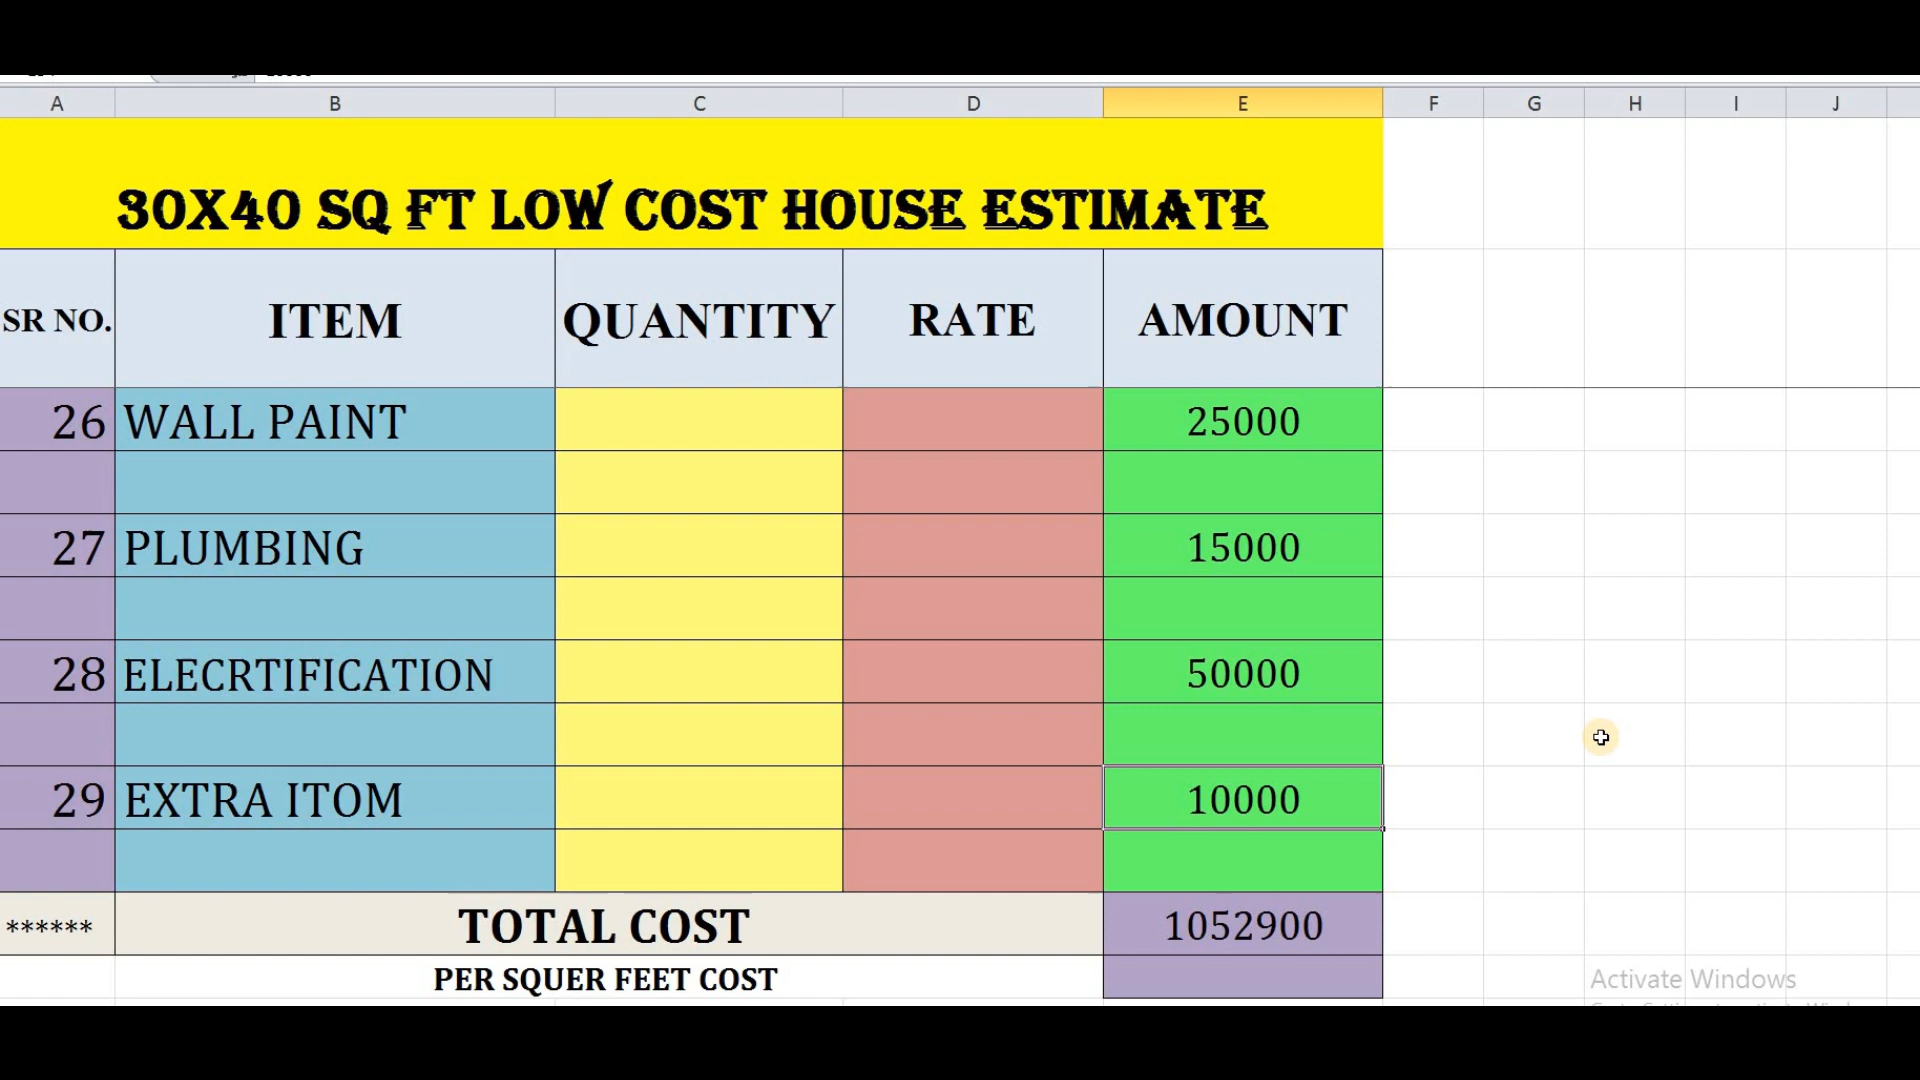 A B C D E F G H I J
30X40 SQ FT LOW COST HOUSE ESTIMATE
SR NO. ITEM QUANTITY RATE AMOUNT
26 WALL PAINT 25000
27 PLUMBING 15000
28 ELECRTIFICATION 50000
29 EXTRA ITOM 10000
****** TOTAL COST 1052900
PER SQUER FEET COST
Activate Windows